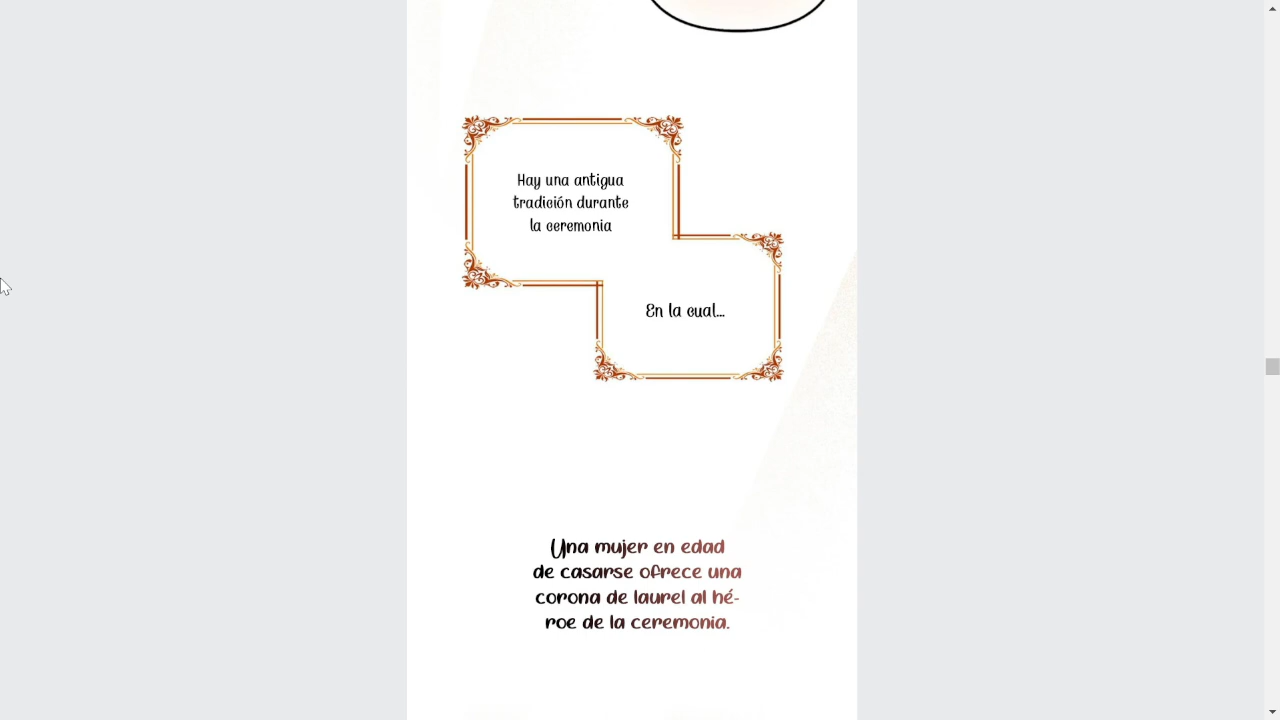 Hay una antigua
tradición durante
la ceremonia
En la cual...
Una mujer en edad
de casarse ofrece una
corona de laurel al hé-
roe de la ceremonia.